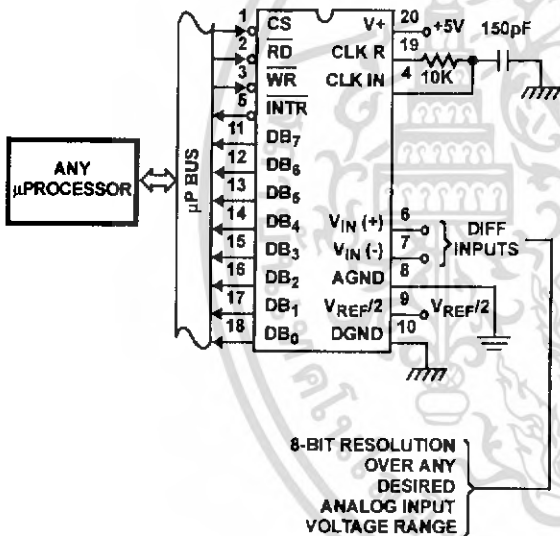 1 CS V+ 20 +5V 150pF
2 RD CLK R 19
3 WR CLK IN 4 10K
5 INTR
11 DB7
12 DB6
13 DB5
14 DB4 VIN (+) 6
15 DB3 VIN (-) 7
16 DB2 AGND 8
17 DB1 VREF/2 9 VREF/2
18 DB0 DGND 10
ANY
µPROCESSOR
µP BUS
DIFF
INPUTS
8-BIT RESOLUTION
OVER ANY
DESIRED
ANALOG INPUT
VOLTAGE RANGE